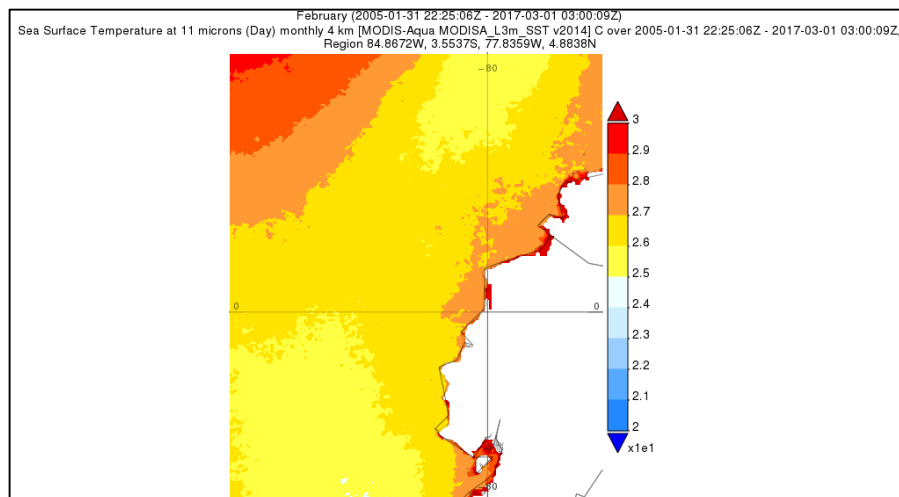 February (2005-01-31 22:25:06Z - 2017-03-01 03:00:09Z)
Sea Surface Temperature at 11 microns (Day) monthly 4 km [MODIS-Aqua MODISA_L3m_SST v2014] C over 2005-01-31 22:25:06Z - 2017-03-01 03:00:09Z,
Region 84.8672W, 3.5537S, 77.8359W, 4.8838N
-80
3
2.9
2.8
2.7
2.6
2.5
0 0 2.4
2.3
2.2
2.1
2
x1e1
-80